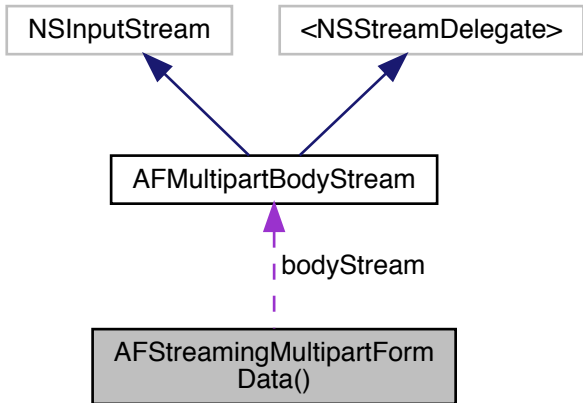 NSInputStream
<NSStreamDelegate>
AFMultipartBodyStream
bodyStream
AFStreamingMultipartForm
Data()